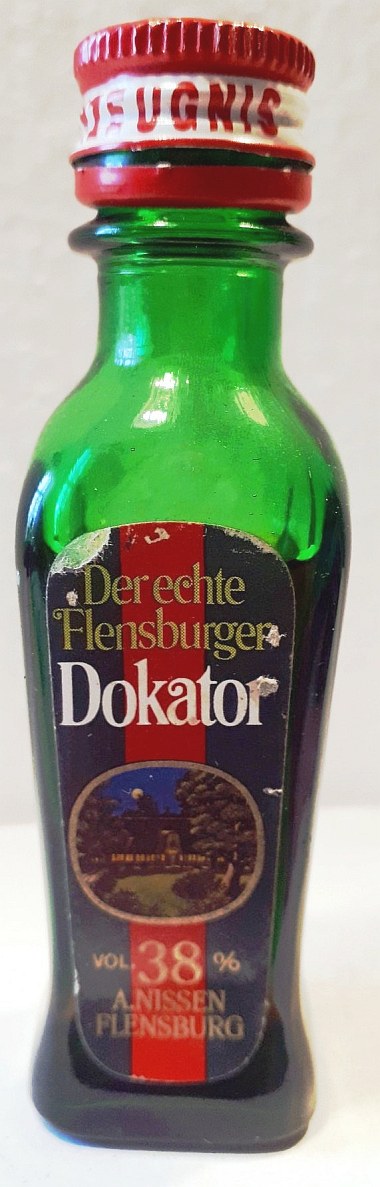 Der echte
Flensburger
Dokator
VOL. 38 %
A.NISSEN
FLENSBURG